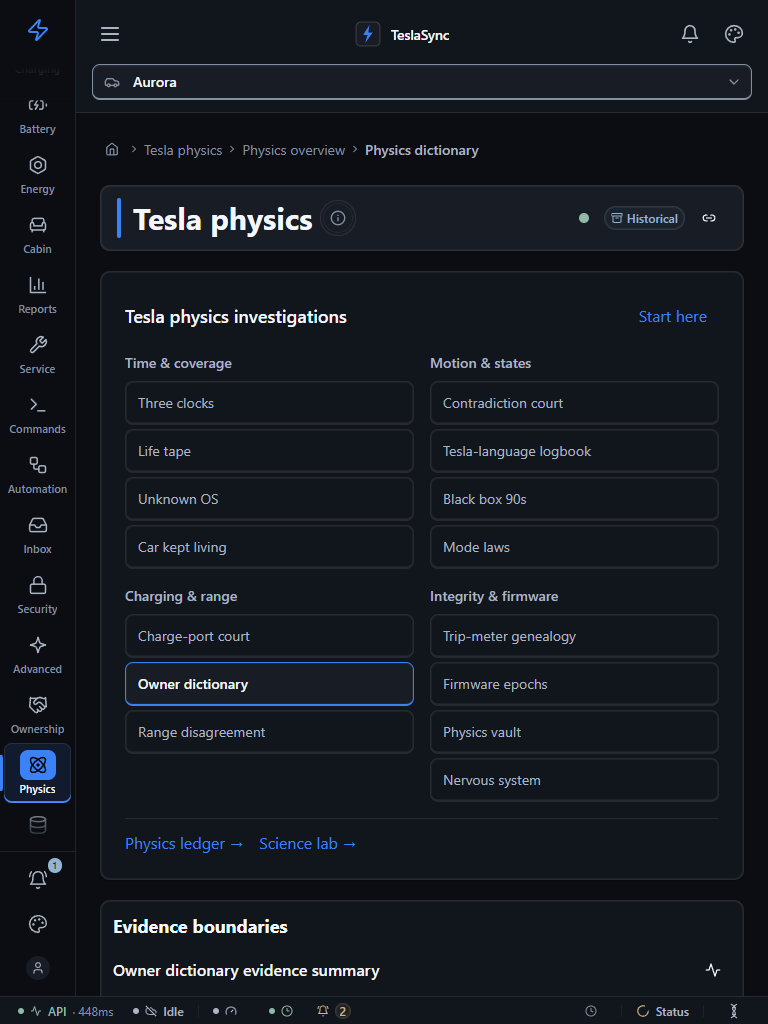 TeslaSync
Aurora
Charging
Battery
Energy
Cabin
Reports
Service
Commands
Automation
Inbox
Security
Advanced
Ownership
Physics
1
Tesla physics
Physics overview
Physics dictionary
Tesla physics
Historical
Tesla physics investigations
Start here
Time & coverage
Three clocks
Life tape
Unknown OS
Car kept living
Motion & states
Contradiction court
Tesla-language logbook
Black box 90s
Mode laws
Charging & range
Charge-port court
Owner dictionary
Range disagreement
Integrity & firmware
Trip-meter genealogy
Firmware epochs
Physics vault
Nervous system
Physics ledger →
Science lab →
Evidence boundaries
Owner dictionary evidence summary
API · 448ms
Idle
2
Status